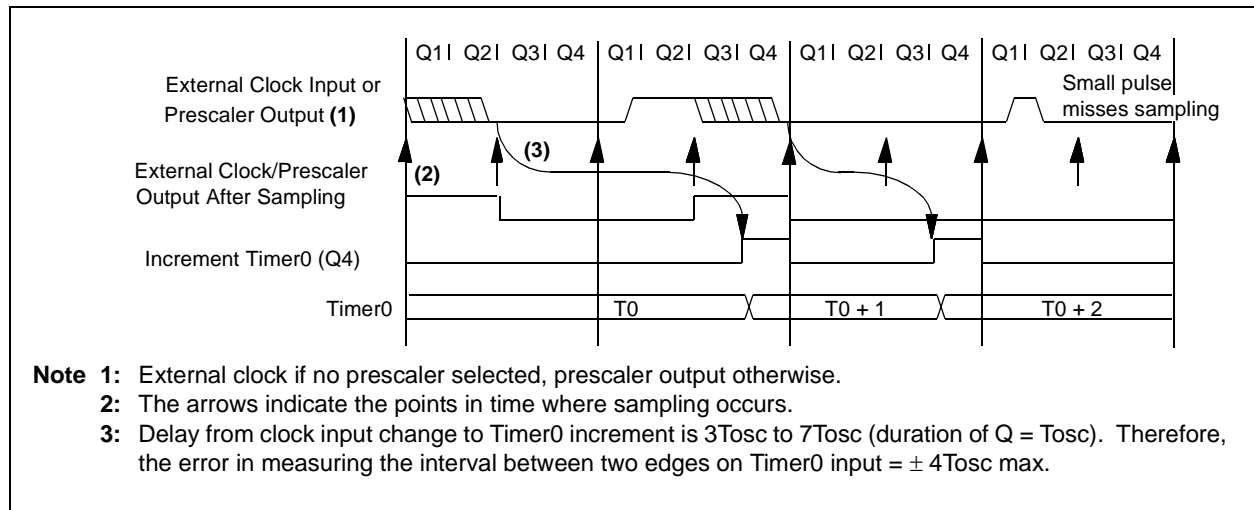 Q1 Q2 Q3 Q4 Q1 Q2 Q3 Q4 Q1 Q2 Q3 Q4 Q1 Q2 Q3 Q4
External Clock Input or
Prescaler Output (1)
Small pulse
misses sampling
(3)
External Clock/Prescaler
Output After Sampling
(2)
Increment Timer0 (Q4)
Timer0
T0
T0 + 1
T0 + 2
Note 1: External clock if no prescaler selected, prescaler output otherwise.
2: The arrows indicate the points in time where sampling occurs.
3: Delay from clock input change to Timer0 increment is 3Tosc to 7Tosc (duration of Q = Tosc). Therefore,
the error in measuring the interval between two edges on Timer0 input = ± 4Tosc max.